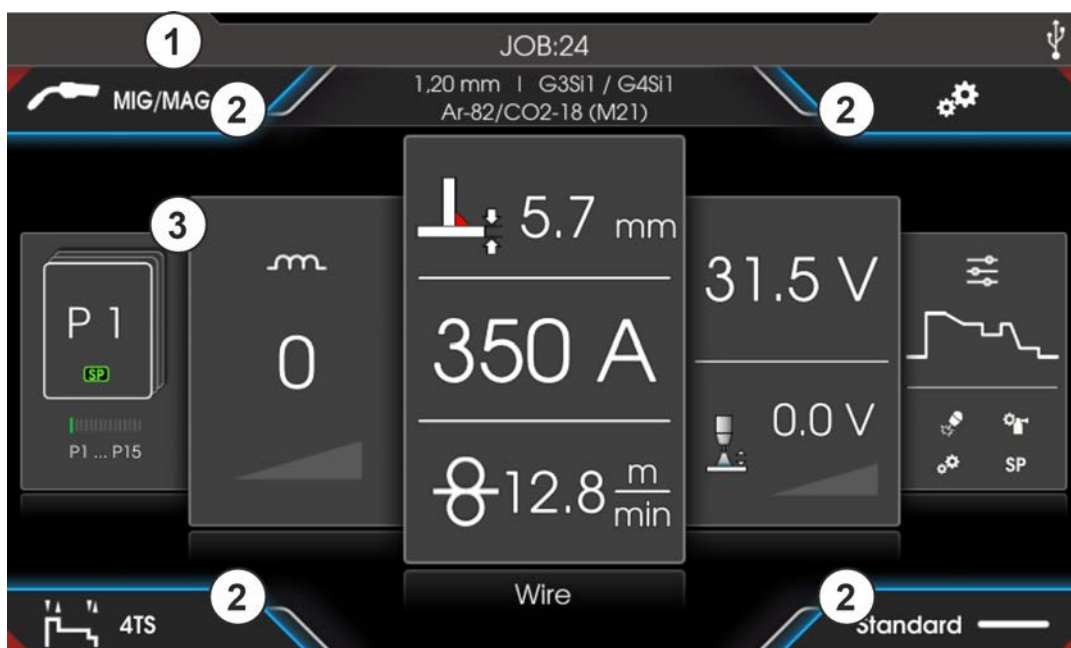 1
JOB:24
MIG/MAG
2
1,20 mm I G3Si1 / G4Si1
Ar-82/CO2-18 (M21)
2
3
P 1
SP
P1 ... P15
0
5.7 mm
350 A
12.8 m/min
31.5 V
0.0 V
SP
Wire
4TS
2
2
Standard